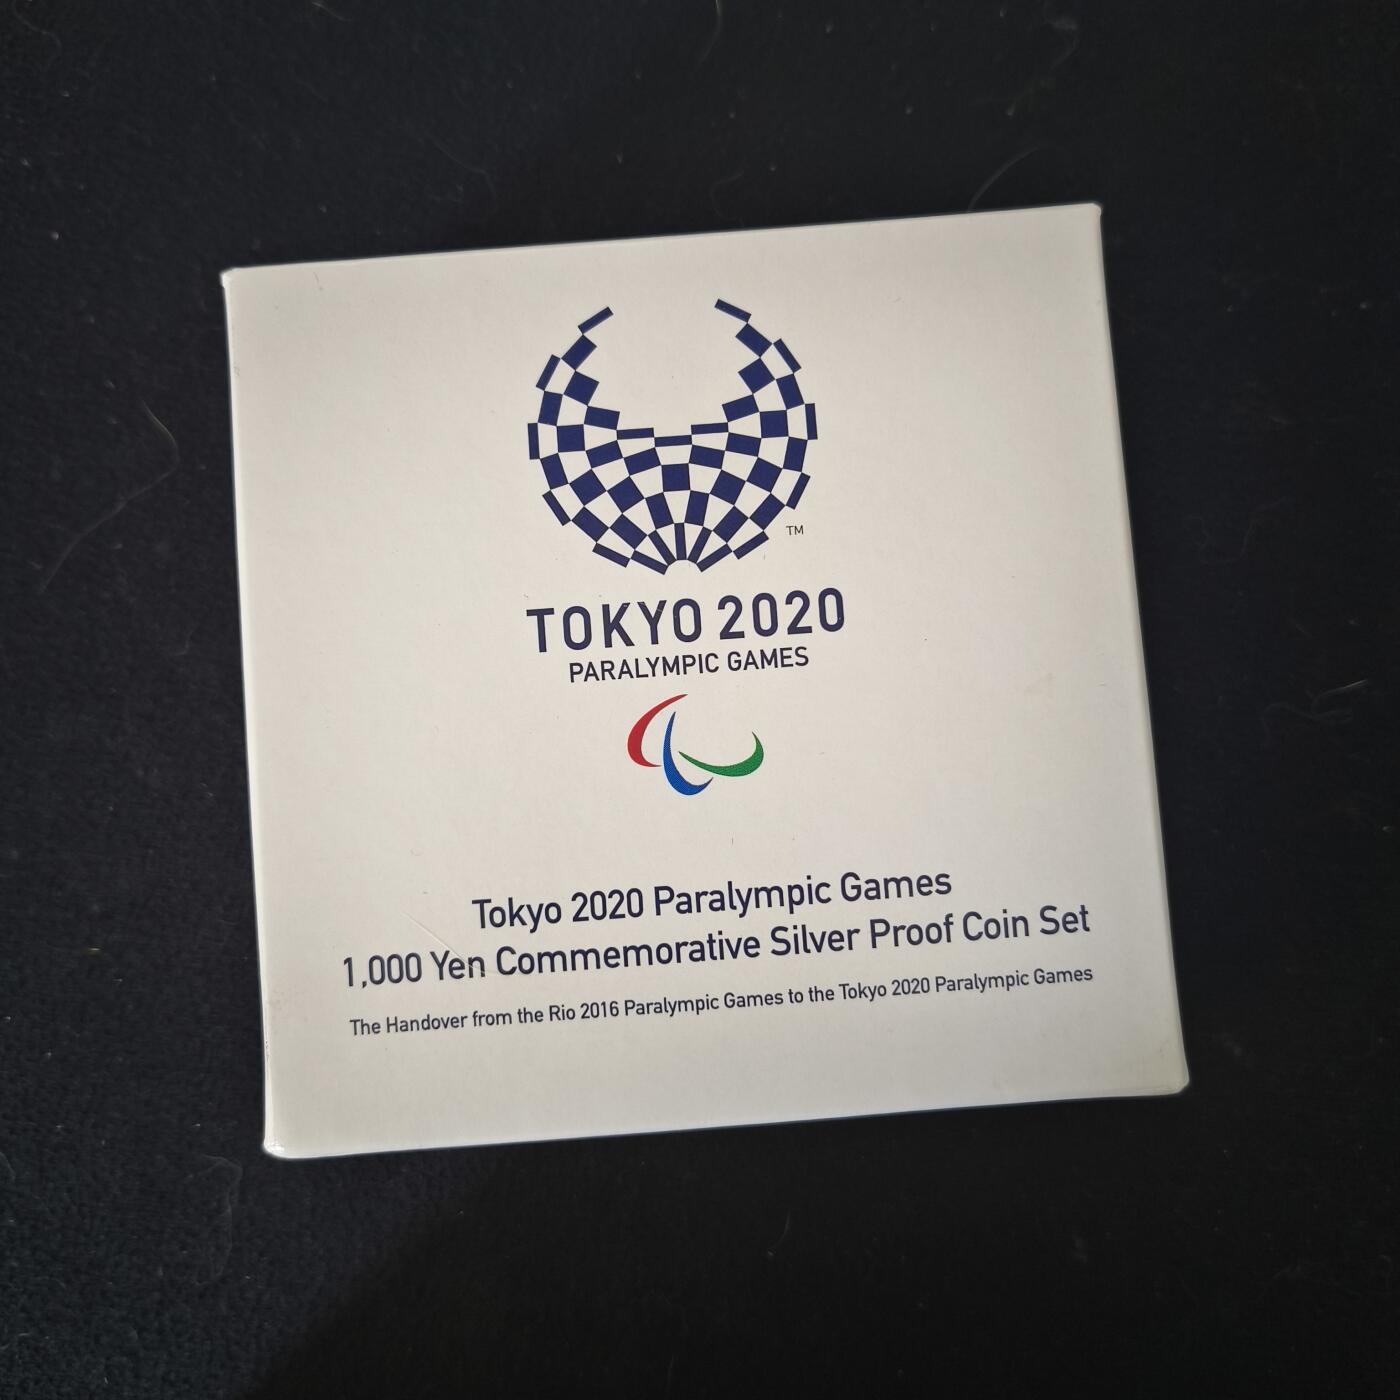 TM
TOKYO 2020
PARALYMPIC GAMES
Tokyo 2020 Paralympic Games
1,000 Yen Commemorative Silver Proof Coin Set
The Handover from the Rio 2016 Paralympic Games to the Tokyo 2020 Paralympic Games